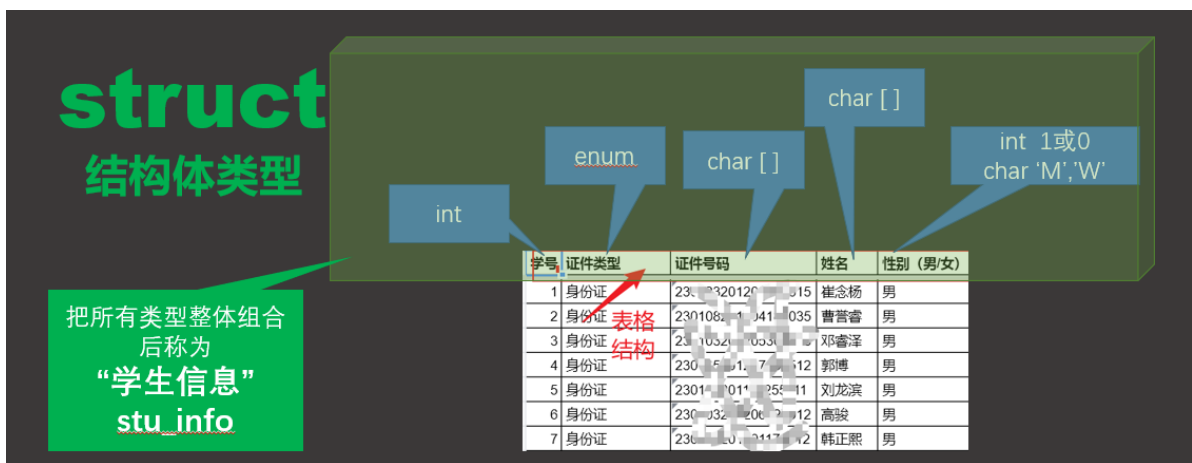 struct
结构体类型
char [ ]
enum
char [ ]
int 1或0
char ‘M’,’W’
int
学号 证件类型 证件号码 姓名 性别（男/女）
1 身份证 崔念杨 男
2 身份证 曹誉睿 男
3 身份证 邓睿泽 男
4 身份证 郭博 男
5 身份证 刘龙滨 男
6 身份证 高骏 男
7 身份证 韩正熙 男
表格
结构
把所有类型整体组合
后称为
“学生信息”
stu_info